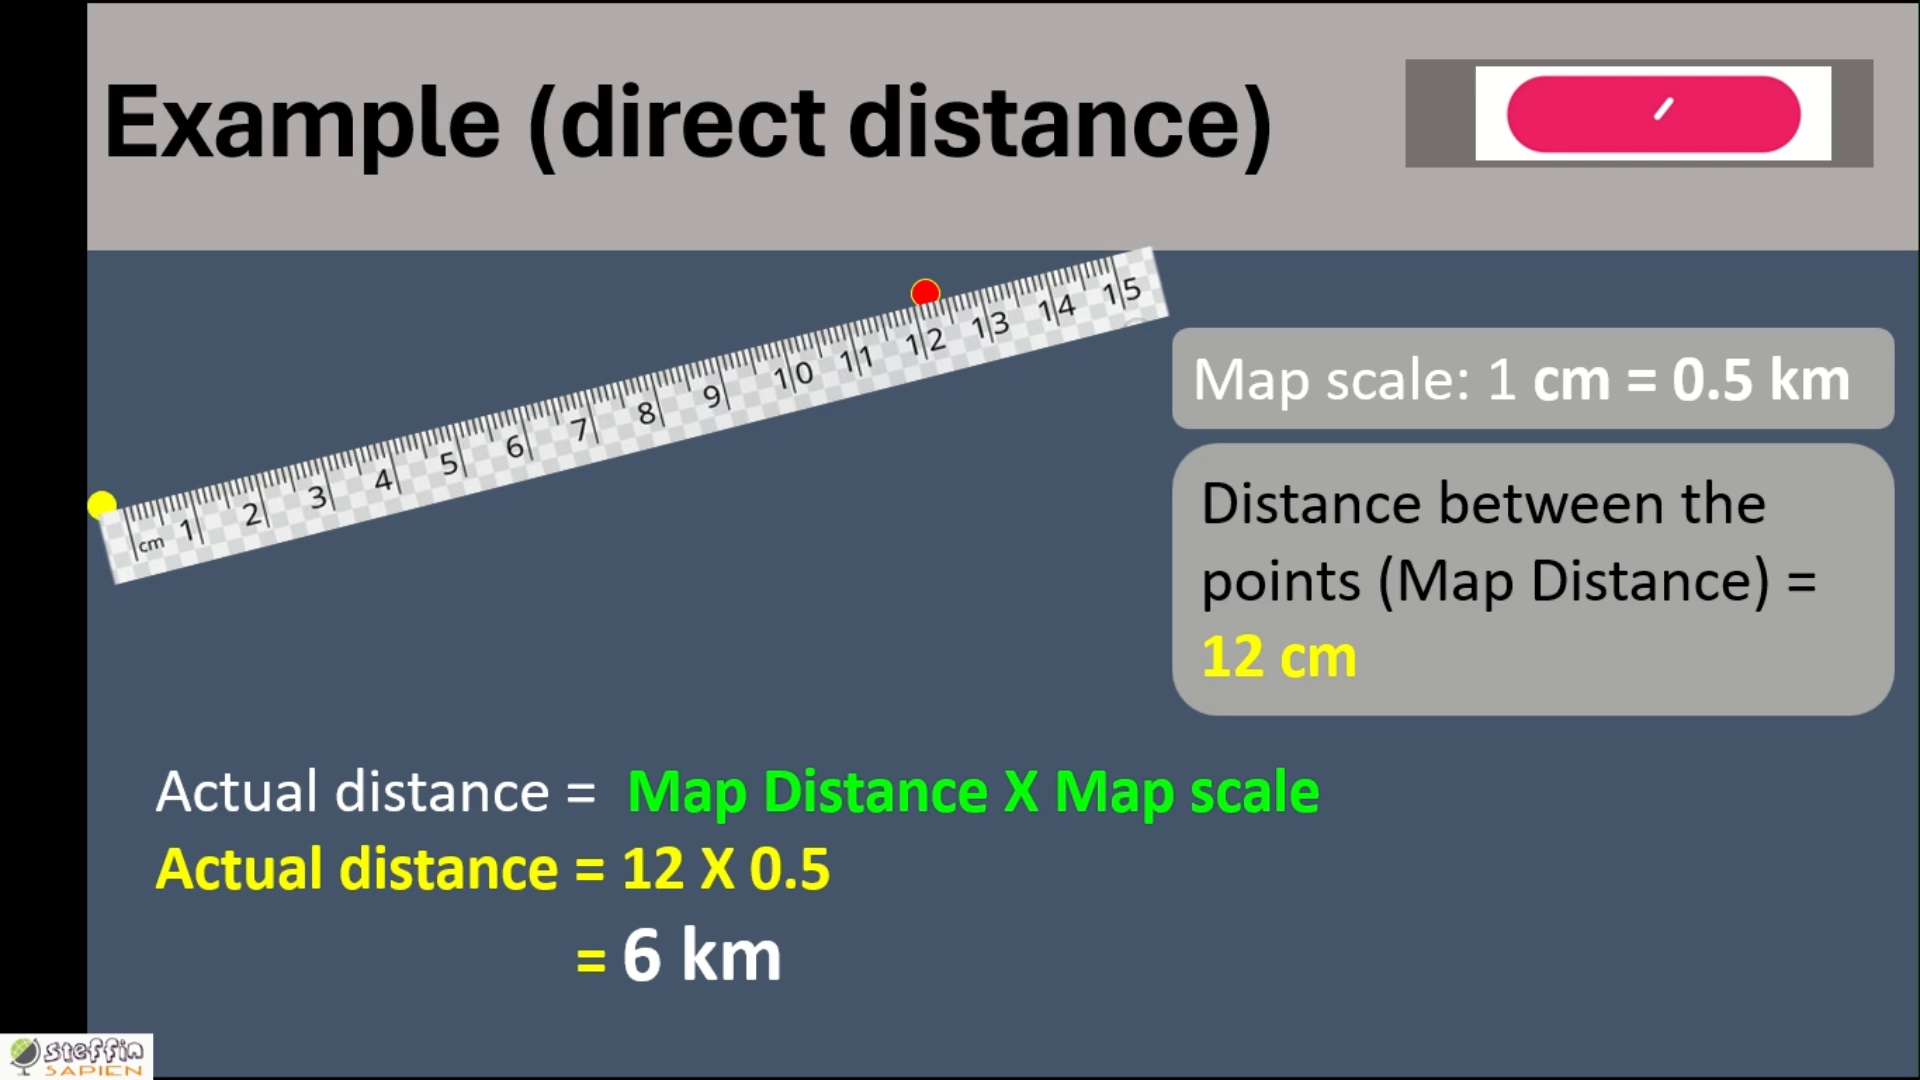 Example (direct distance)
cm 1 2 3 4 5 6 7 8 9 10 11 12 13 14 15
Map scale: 1 cm = 0.5 km
Distance between the
points (Map Distance) =
12 cm
Actual distance = Map Distance X Map scale
Actual distance = 12 X 0.5
= 6 km
steffin
SAPIEN